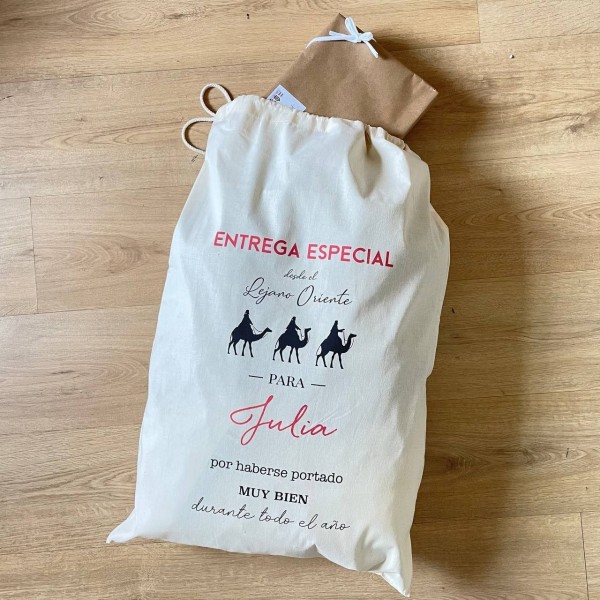 ENTREGA ESPECIAL
desde el
Lejano Oriente
— PARA —
Julia
por haberse portado
MUY BIEN
durante todo el año